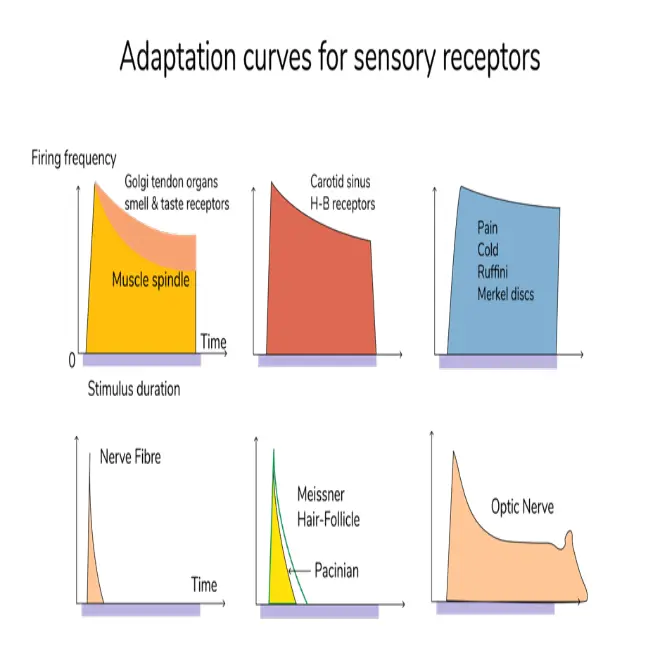 Adaptation curves for sensory receptors
Firing frequency
Golgi tendon organs
smell & taste receptors
Muscle spindle
Time
0
Stimulus duration
Carotid sinus
H-B receptors
Pain
Cold
Ruffini
Merkel discs
Nerve Fibre
Time
Meissner
Hair-Follicle
Pacinian
Optic Nerve